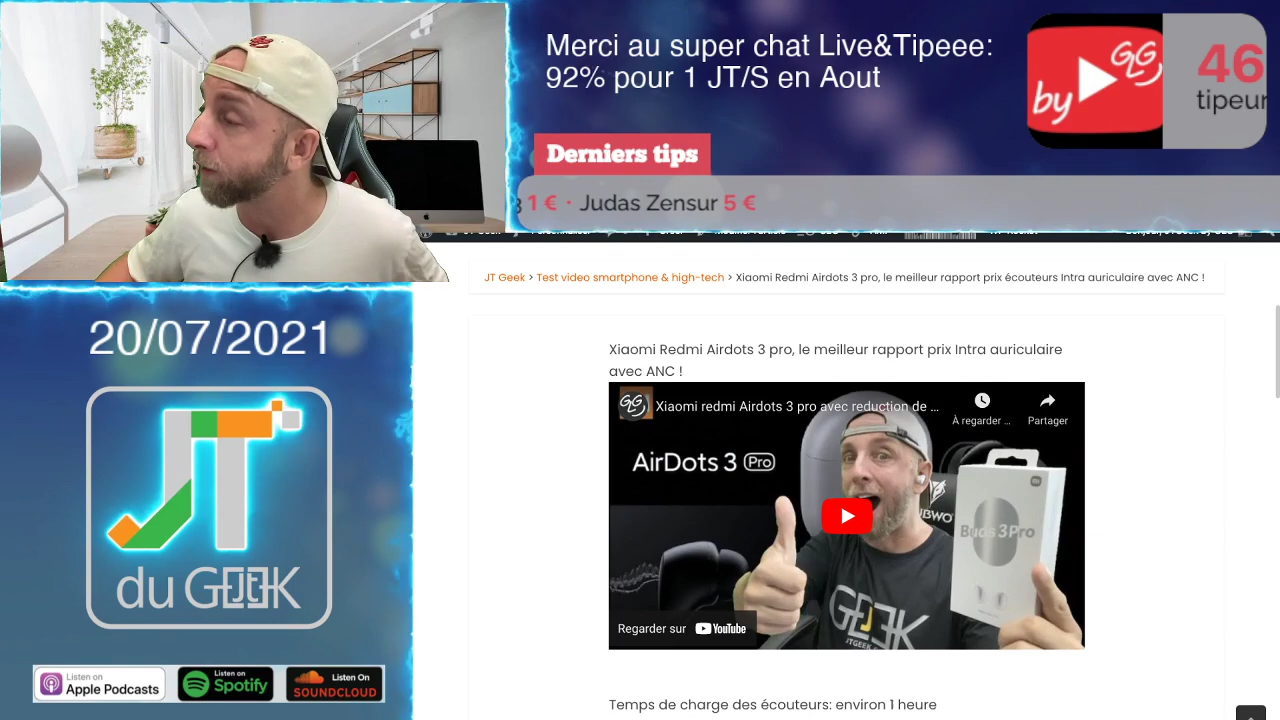 Merci au super chat Live&Tipeee:
92% pour 1 JT/S en Aout
by GLG
46
tipeur
Derniers tips
1 € · Judas Zensur 5 €
JT Geek > Test video smartphone & high-tech > Xiaomi Redmi Airdots 3 pro, le meilleur rapport prix écouteurs Intra auriculaire avec ANC !
20/07/2021
JT
du GEEK
Listen on
Apple Podcasts
Listen on
Spotify
Listen On
SOUNDCLOUD
Xiaomi Redmi Airdots 3 pro, le meilleur rapport prix Intra auriculaire
avec ANC !
GLG Xiaomi redmi Airdots 3 pro avec reduction de ...
À regarder ...
Partager
AirDots 3 Pro
Buds 3 Pro
GEEK
Regarder sur YouTube
Temps de charge des écouteurs: environ 1 heure